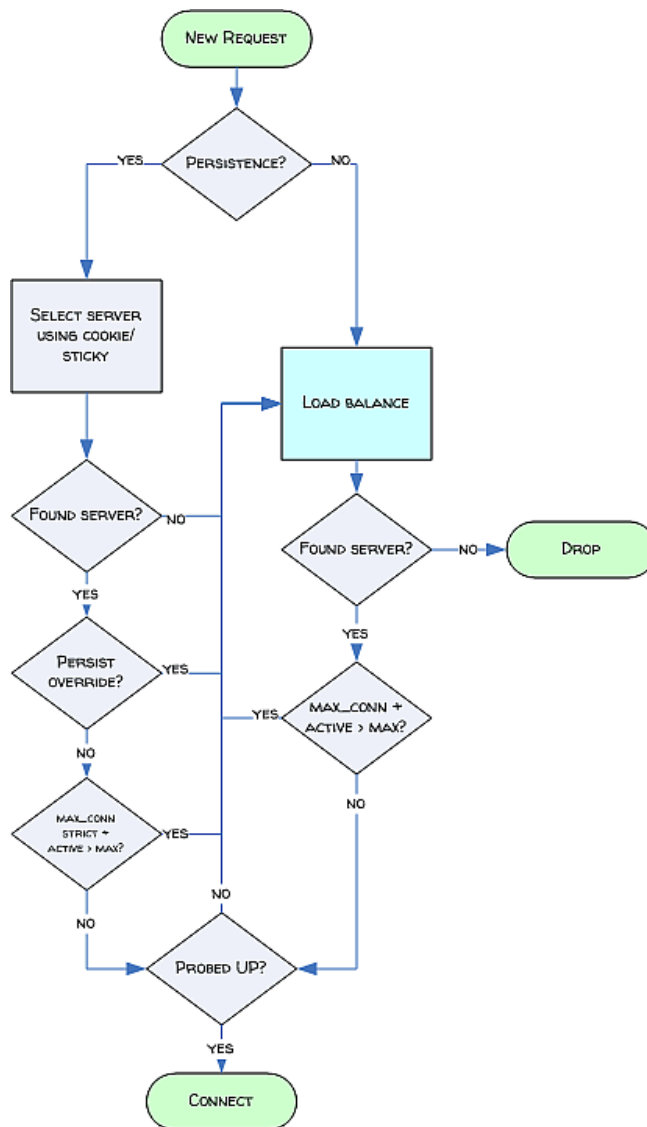 New Request
Persistence?
YES
NO
Select server
using cookie/
sticky
Load balance
Found server?
NO
Found server?
NO
Drop
YES
YES
Persist
override?
YES
max_conn +
active > max?
YES
NO
NO
max_conn
strict +
active > max?
YES
NO
NO
Probed UP?
YES
Connect